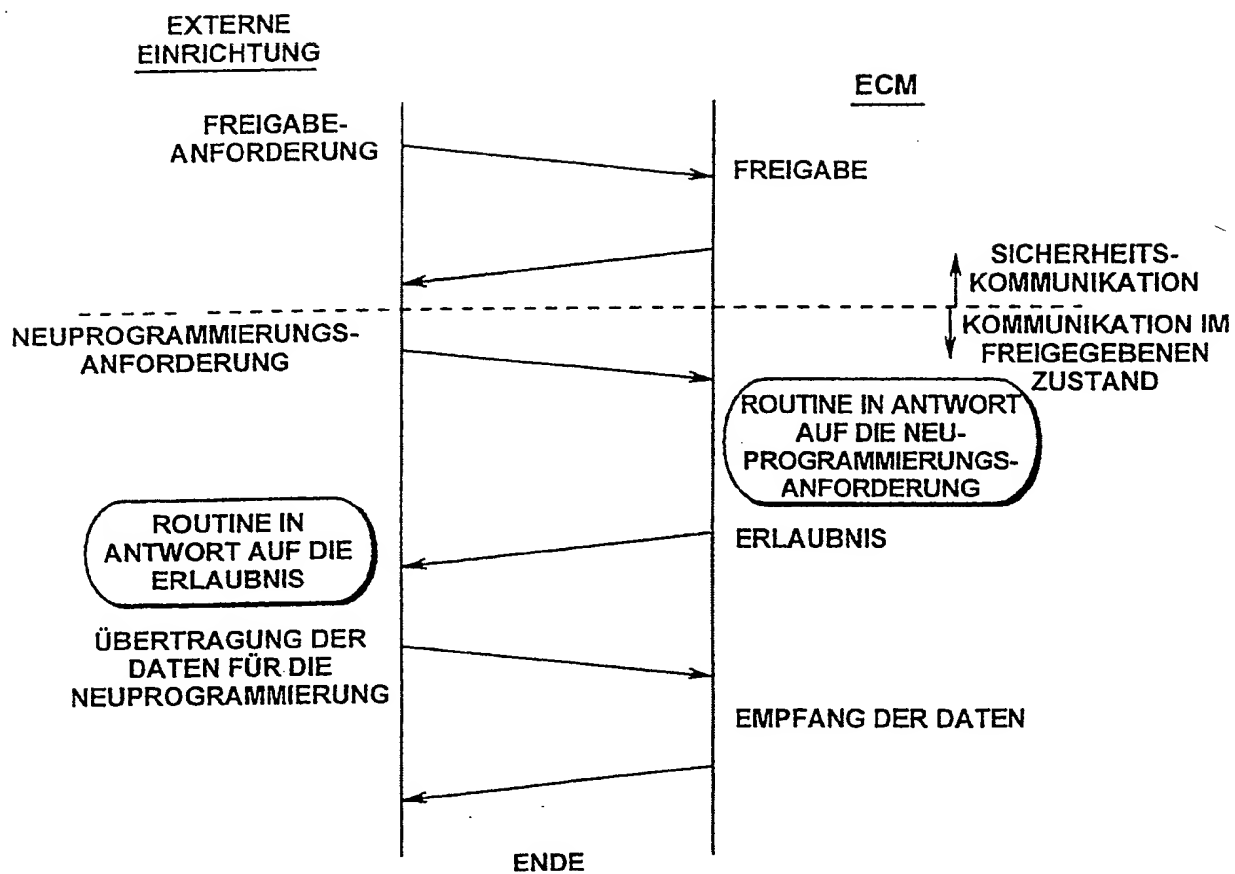 EXTERNE
EINRICHTUNG
ECM
FREIGABE-
ANFORDERUNG
FREIGABE
SICHERHEITS-
KOMMUNIKATION
NEUPROGRAMMIERUNGS-
ANFORDERUNG
KOMMUNIKATION IM
FREIGEGEBENEN
ZUSTAND
ROUTINE IN ANTWORT
AUF DIE NEU-
PROGRAMMIERUNGS-
ANFORDERUNG
ERLAUBNIS
ROUTINE IN
ANTWORT AUF DIE
ERLAUBNIS
ÜBERTRAGUNG DER
DATEN FÜR DIE
NEUPROGRAMMIERUNG
EMPFANG DER DATEN
ENDE